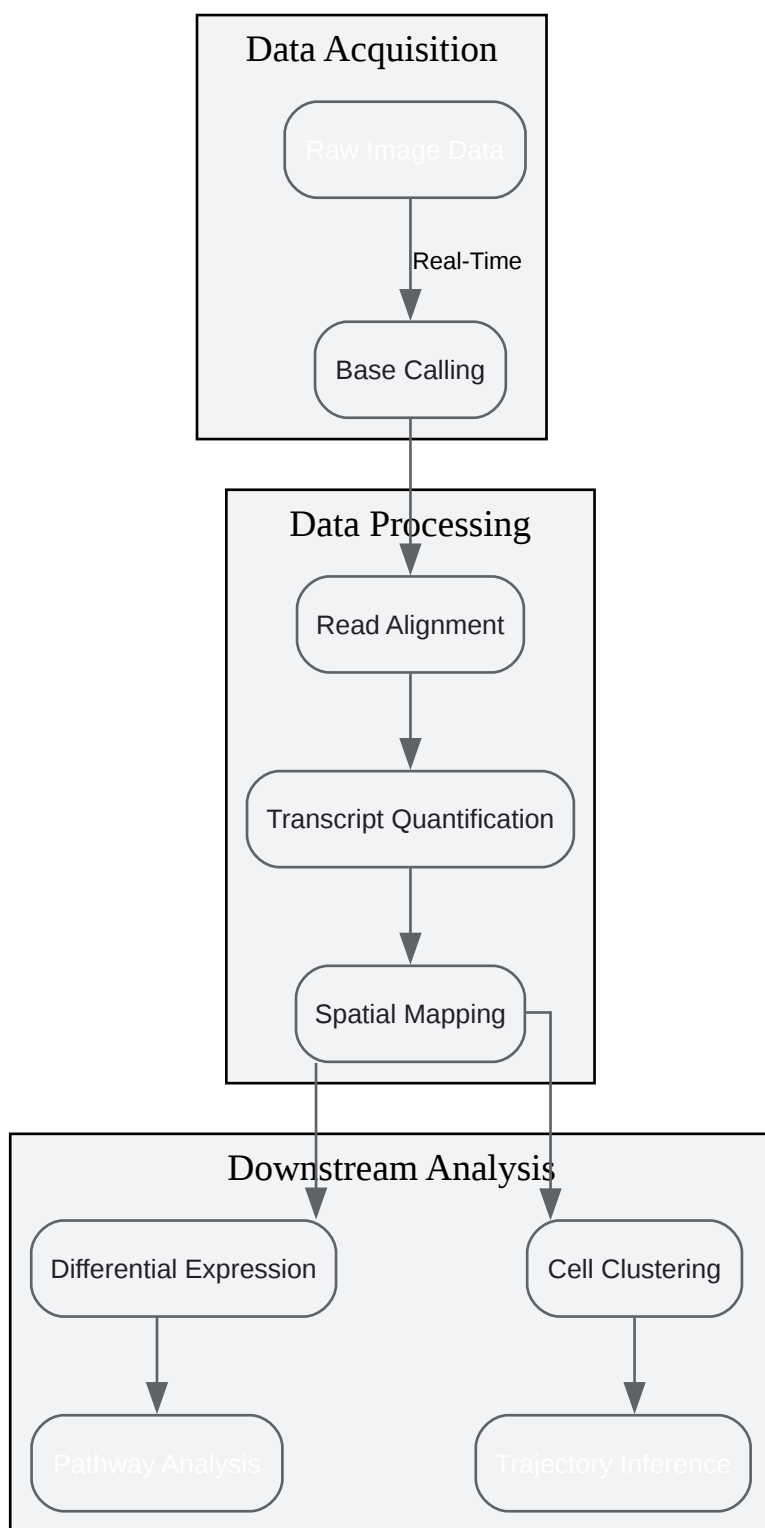 Data Acquisition
Raw Image Data
Real-Time
Base Calling
Data Processing
Read Alignment
Transcript Quantification
Spatial Mapping
Downstream Analysis
Differential Expression
Cell Clustering
Pathway Analysis
Trajectory Inference